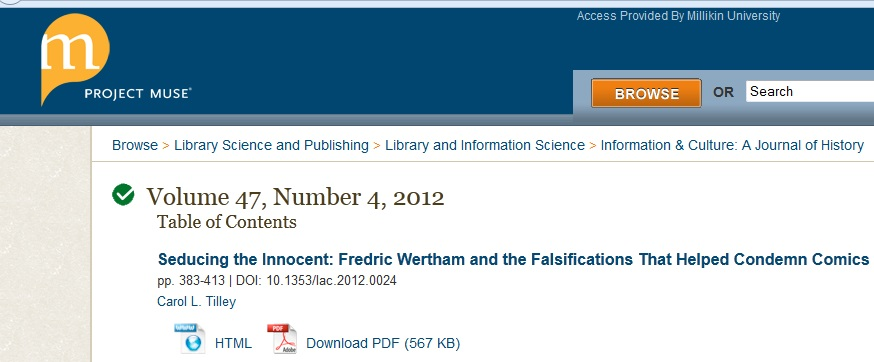 Access Provided By Millikin University
m
PROJECT MUSE®
BROWSE OR Search
Browse > Library Science and Publishing > Library and Information Science > Information & Culture: A Journal of History
Volume 47, Number 4, 2012
Table of Contents
Seducing the Innocent: Fredric Wertham and the Falsifications That Helped Condemn Comics
pp. 383-413 | DOI: 10.1353/lac.2012.0024
Carol L. Tilley
WWW HTML PDF Adobe Download PDF (567 KB)